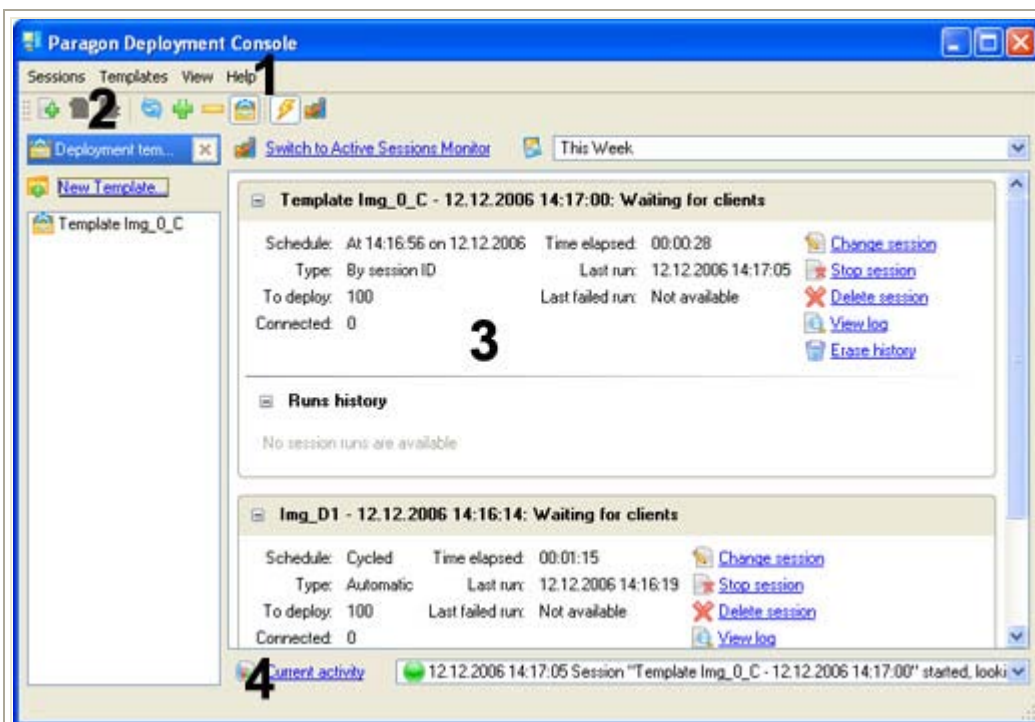 Paragon Deployment Console
1
Sessions Templates View Help
2
Deployment tem...
Switch to Active Sessions Monitor
This Week
New Template...
Template Img_0_C
Template Img_0_C - 12.12.2006 14:17:00: Waiting for clients
Schedule: At 14:16:56 on 12.12.2006 Time elapsed: 00:00:28 Change session
Type: By session ID Last run: 12.12.2006 14:17:05 Stop session
To deploy: 100 Last failed run: Not available Delete session
Connected: 0 View log
3
Erase history
Runs history
No session runs are available
Img_D1 - 12.12.2006 14:16:14: Waiting for clients
Schedule: Cycled Time elapsed: 00:01:15 Change session
Type: Automatic Last run: 12.12.2006 14:16:19 Stop session
To deploy: 100 Last failed run: Not available Delete session
Connected: 0 View log
4
Current activity
12.12.2006 14:17:05 Session "Template Img_0_C - 12.12.2006 14:17:00" started, looki